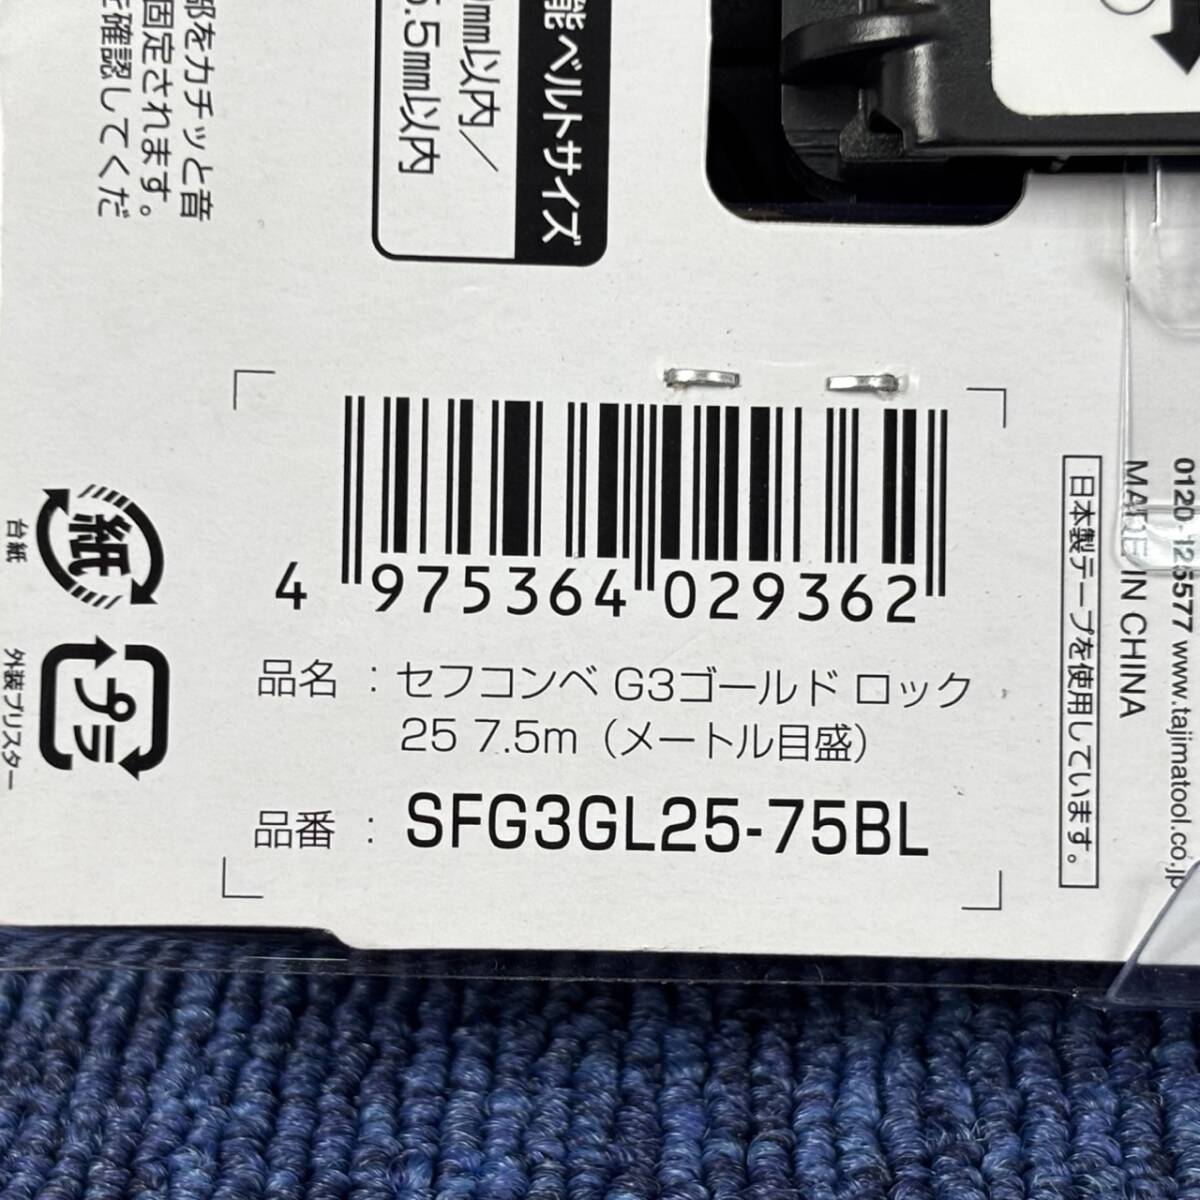 部をカチッと音
固定されます。
を確認してくだ
能ベルトサイズ
mm以内／
.5mm以内
4 975364 029362
品名 : セフコンベ G3ゴールド ロック
25 7.5m（メートル目盛）
品番 : SFG3GL25-75BL
紙
台紙
プラ
外装ブリスター
日本製テープを使用しています。
MADE IN CHINA
0120-125577 www.tajimatool.co.jp